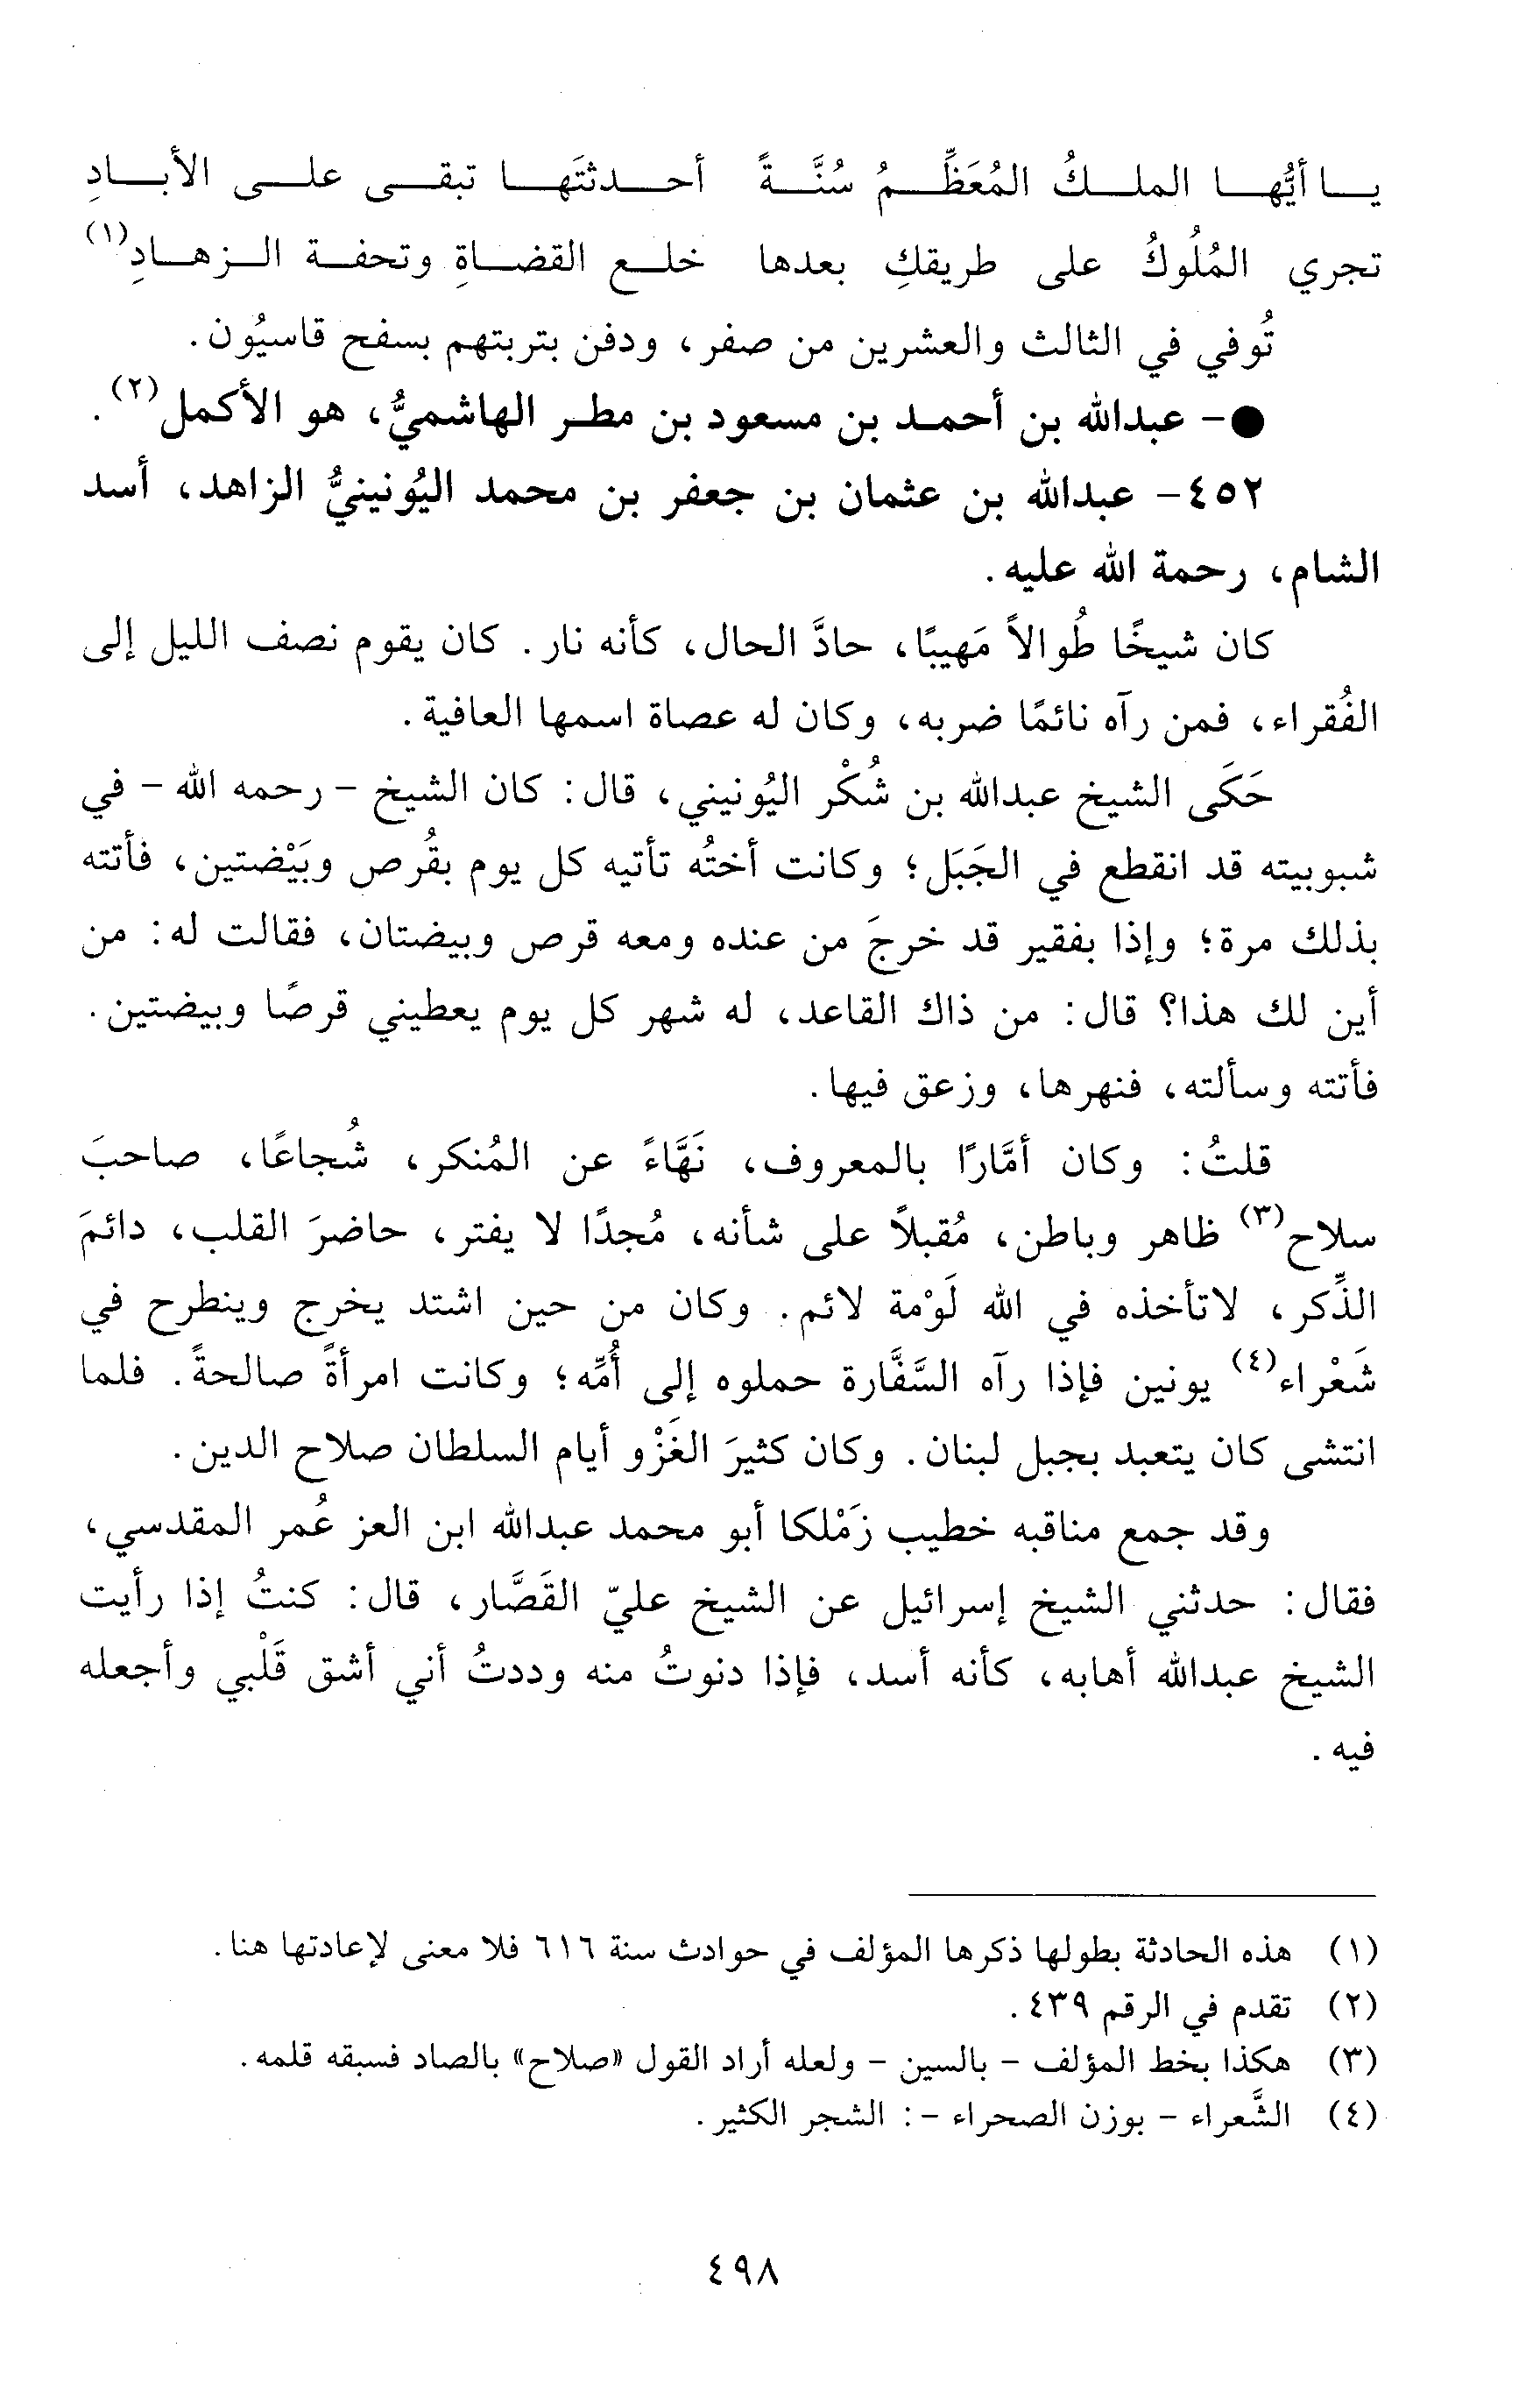 يا أيُّها الملكُ المُعَظِّمُ سُنَّةً أحدثتَها تبقى على الأبادِ
تجري المُلُوكُ على طريقكِ بعدها خلع القضاةِ وتحفة الزهادِ(١)
تُوفي في الثالث والعشرين من صفر، ودفن بتربتهم بسفح قاسيُون.
●- عبدالله بن أحمد بن مسعود بن مطر الهاشميُّ، هو الأكمل(٢).
٤٥٢- عبدالله بن عثمان بن جعفر بن محمد اليُونينيُّ الزاهد، أسد
الشام، رحمة الله عليه.
كان شيخًا طُوالاً مَهيبًا، حادَّ الحال، كأنه نار. كان يقوم نصف الليل إلى
الفُقراء، فمن رآه نائمًا ضربه، وكان له عصاة اسمها العافية.
حَكَى الشيخ عبدالله بن شُكْر اليُونيني، قال: كان الشيخ - رحمه الله - في
شبوبيته قد انقطع في الجَبَل؛ وكانت أختُه تأتيه كل يوم بقُرص وبَيْضتين، فأتته
بذلك مرة؛ وإذا بفقير قد خرجَ من عنده ومعه قرص وبيضتان، فقالت له: من
أين لك هذا؟ قال: من ذاك القاعد، له شهر كل يوم يعطيني قرصًا وبيضتين.
فأتته وسألته، فنهرها، وزعق فيها.
قلتُ: وكان أمَّارًا بالمعروف، نَهَّاءً عن المُنكر، شُجاعًا، صاحبَ
سلاح(٣) ظاهر وباطن، مُقبلاً على شأنه، مُجدًا لا يفتر، حاضرَ القلب، دائمَ
الذِّكر، لاتأخذه في الله لَوْمة لائم. وكان من حين اشتد يخرج وينطرح في
شَعْراء(٤) يونين فإذا رآه السَّفَّارة حملوه إلى أُمِّه؛ وكانت امرأةً صالحةً. فلما
انتشى كان يتعبد بجبل لبنان. وكان كثيرَ الغَزْو أيام السلطان صلاح الدين.
وقد جمع مناقبه خطيب زَمْلكا أبو محمد عبدالله ابن العز عُمر المقدسي،
فقال: حدثني الشيخ إسرائيل عن الشيخ عليّ القَصَّار، قال: كنتُ إذا رأيت
الشيخ عبدالله أهابه، كأنه أسد، فإذا دنوتُ منه وددتُ أني أشق قَلْبي وأجعله
فيه.
(١) هذه الحادثة بطولها ذكرها المؤلف في حوادث سنة ٦١٦ فلا معنى لإعادتها هنا.
(٢) تقدم في الرقم ٤٣٩.
(٣) هكذا بخط المؤلف - بالسين - ولعله أراد القول «صلاح» بالصاد فسبقه قلمه.
(٤) الشَّعراء - بوزن الصحراء -: الشجر الكثير.
٤٩٨